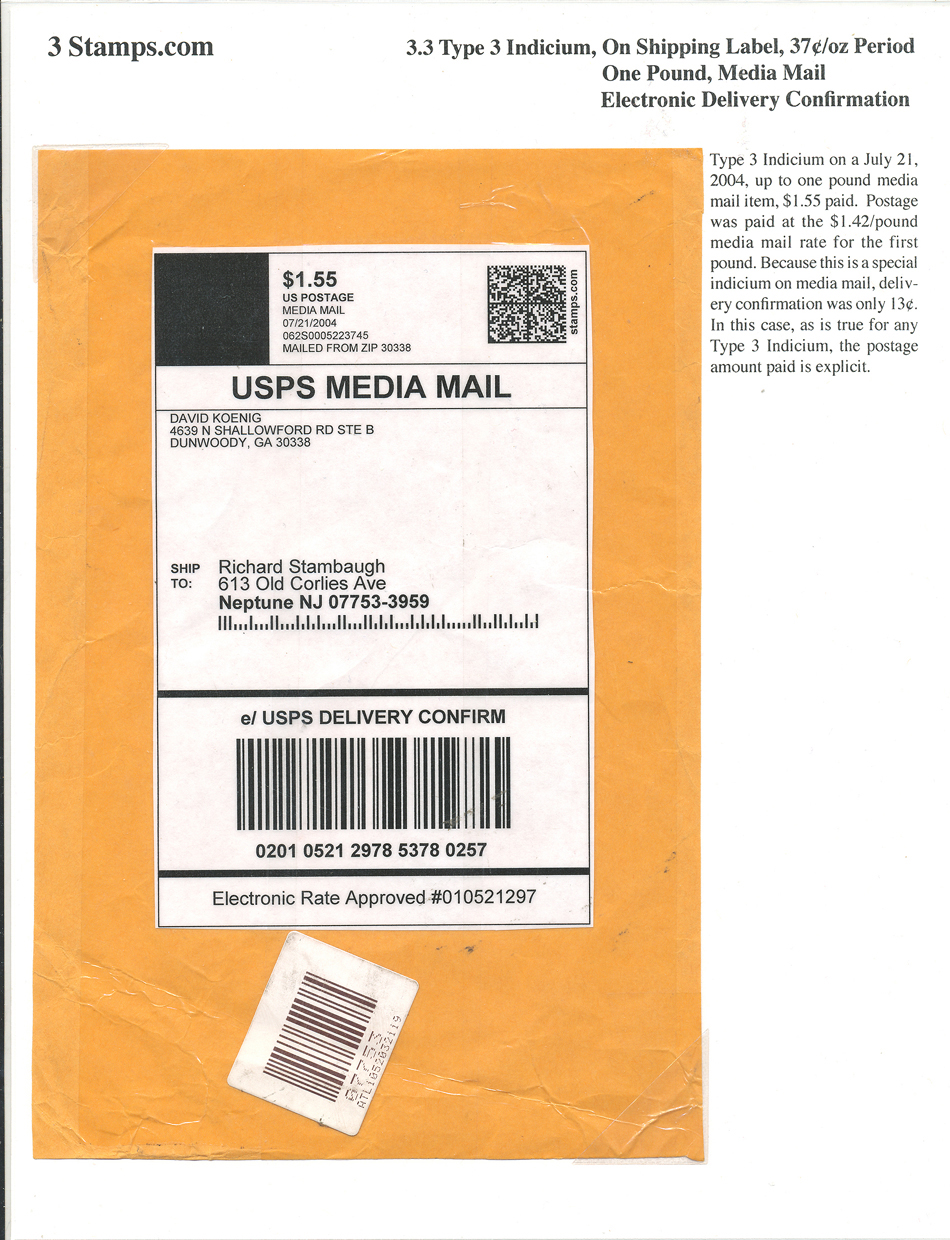 3 Stamps.com
3.3 Type 3 Indicium, On Shipping Label, 37¢/oz Period
One Pound, Media Mail
Electronic Delivery Confirmation
Type 3 Indicium on a July 21,
2004, up to one pound media
mail item, $1.55 paid. Postage
was paid at the $1.42/pound
media mail rate for the first
pound. Because this is a special
indicium on media mail, deliv-
ery confirmation was only 13¢.
In this case, as is true for any
Type 3 Indicium, the postage
amount paid is explicit.
$1.55
US POSTAGE
MEDIA MAIL
07/21/2004
062S0005223745
MAILED FROM ZIP 30338
stamps.com
USPS MEDIA MAIL
DAVID KOENIG
4639 N SHALLOWFORD RD STE B
DUNWOODY, GA 30338
SHIP TO:
Richard Stambaugh
613 Old Corlies Ave
Neptune NJ 07753-3959
e/ USPS DELIVERY CONFIRM
0201 0521 2978 5378 0257
Electronic Rate Approved #010521297
07753
ATL1052032119